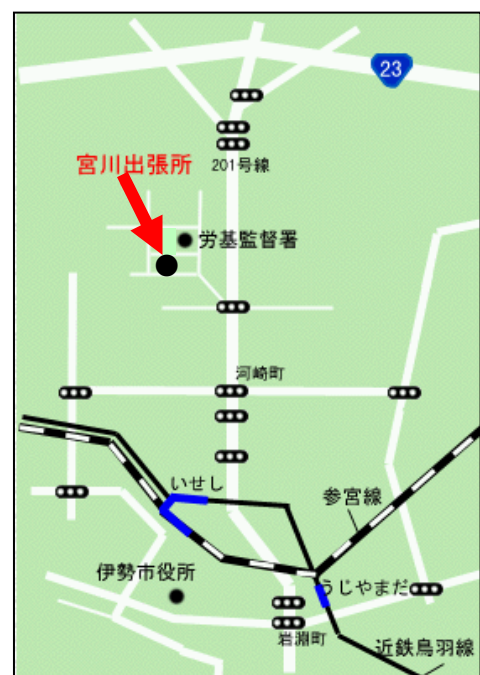 23
宮川出張所
201号線
労基監督署
河崎町
いせし
参宮線
伊勢市役所
うじやまだ
岩淵町
近鉄鳥羽線